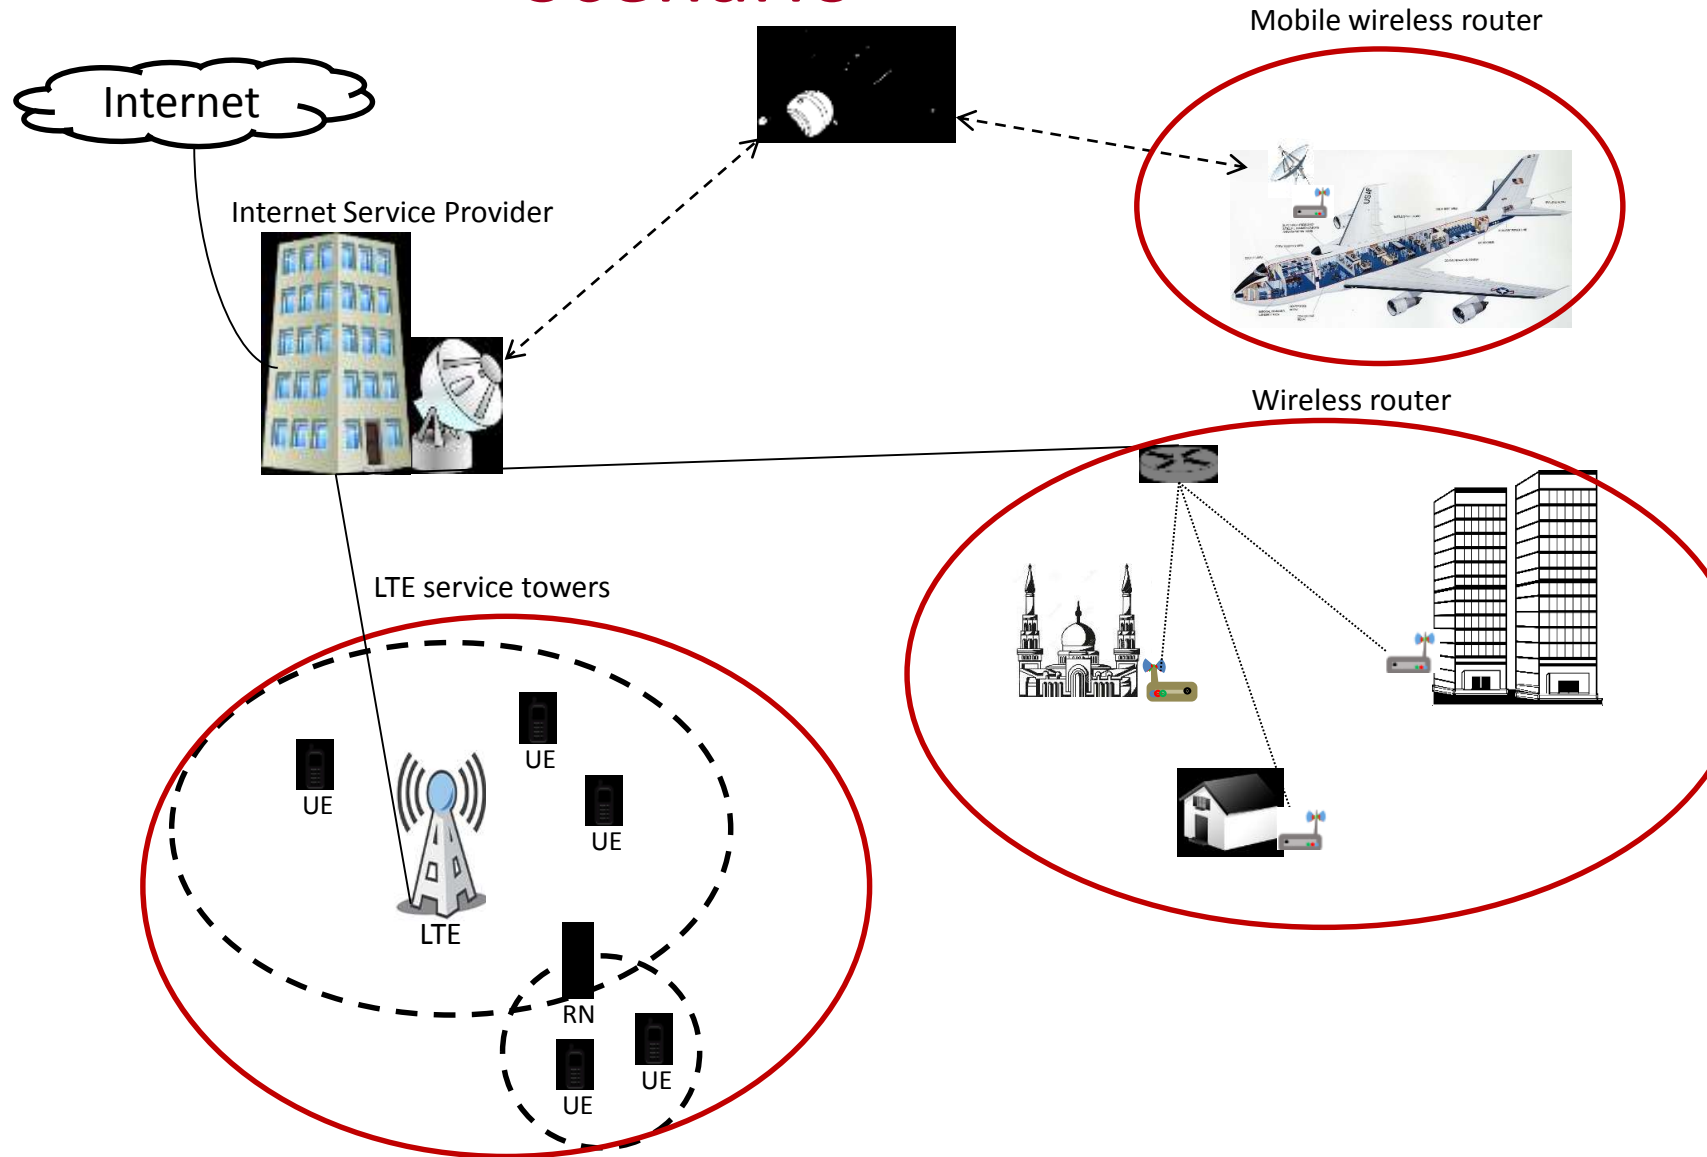 Mobile wireless router
Internet
Internet Service Provider
USAF
Wireless router
LTE service towers
UE
UE
UE
LTE
RN
UE
UE